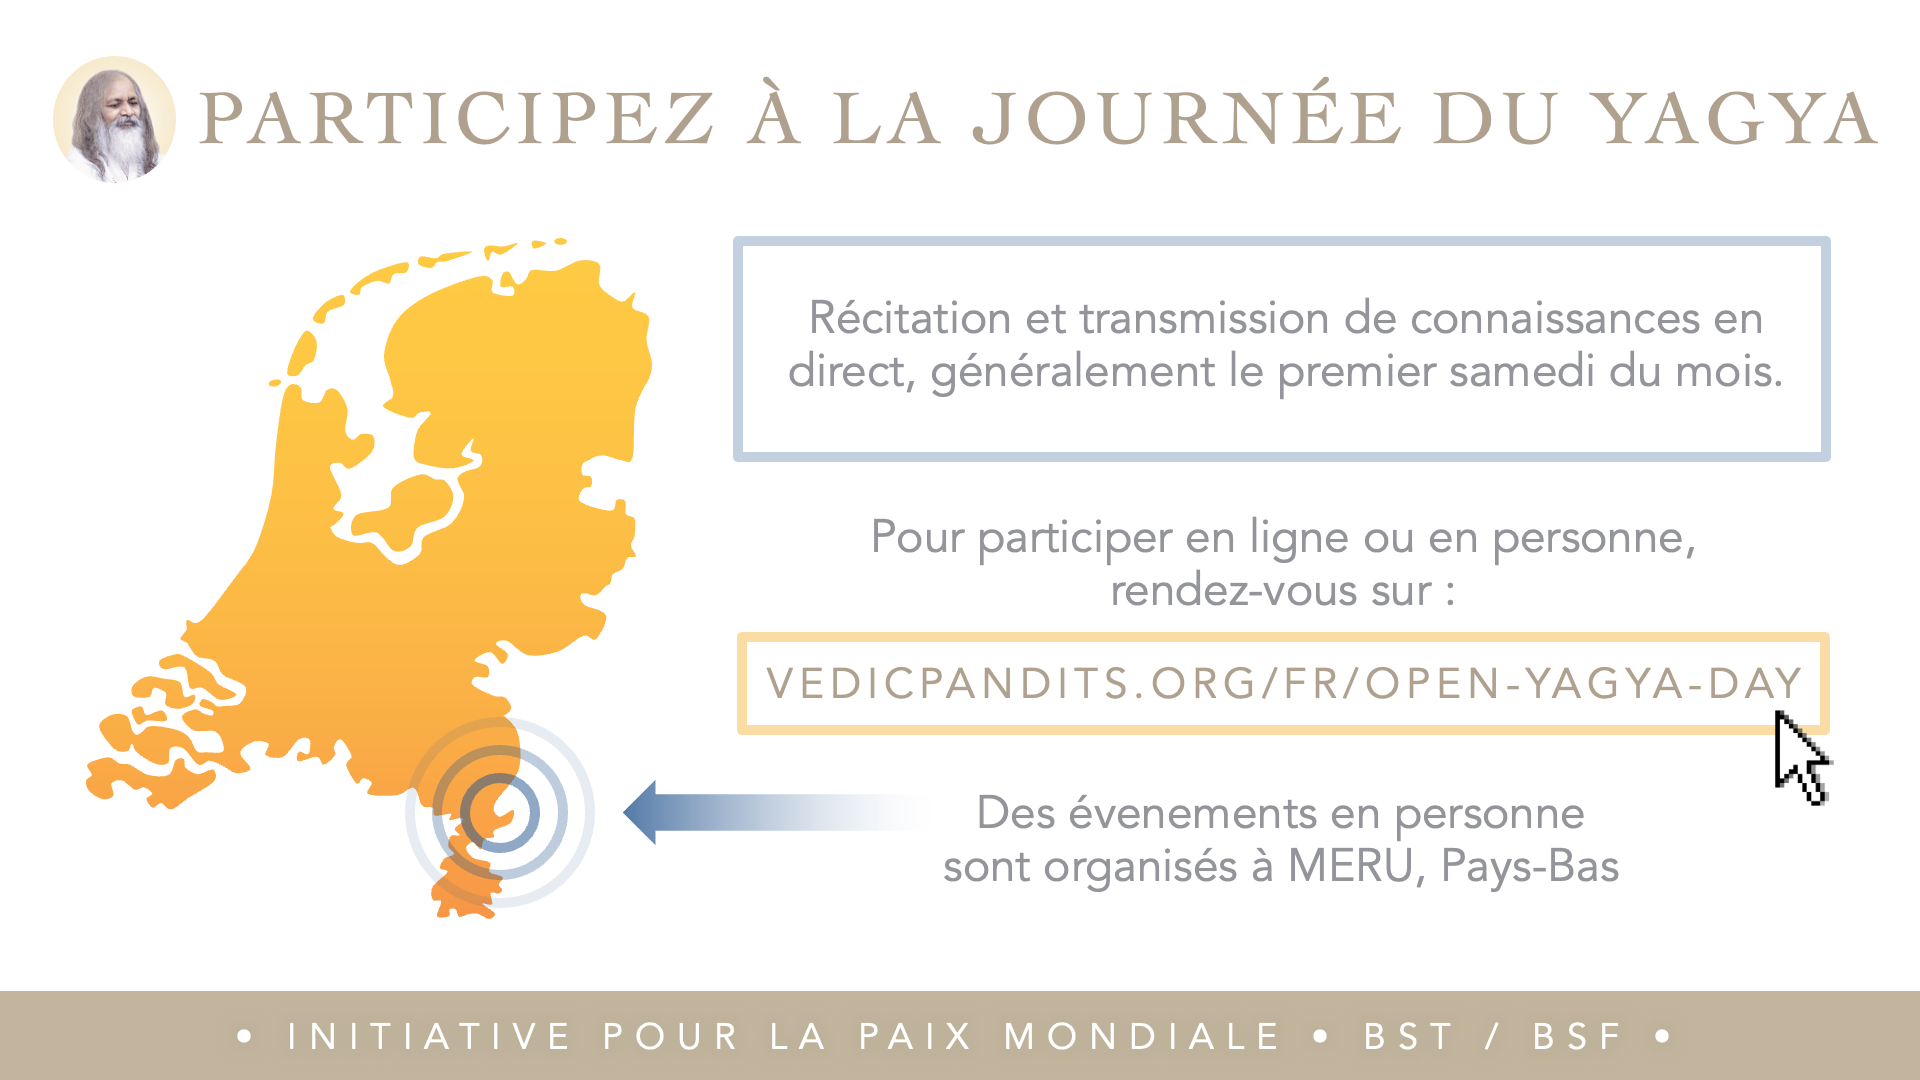 PARTICIPEZ À LA JOURNÉE DU YAGYA
Récitation et transmission de connaissances en
direct, généralement le premier samedi du mois.
Pour participer en ligne ou en personne,
rendez-vous sur :
VEDICPANDITS.ORG/FR/OPEN-YAGYA-DAY
Des évenements en personne
sont organisés à MERU, Pays-Bas
• INITIATIVE POUR LA PAIX MONDIALE • BST / BSF •